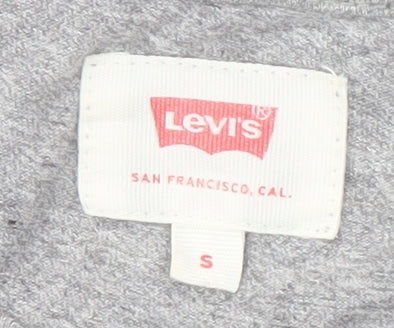 Levi's®
SAN FRANCISCO, CAL.
S